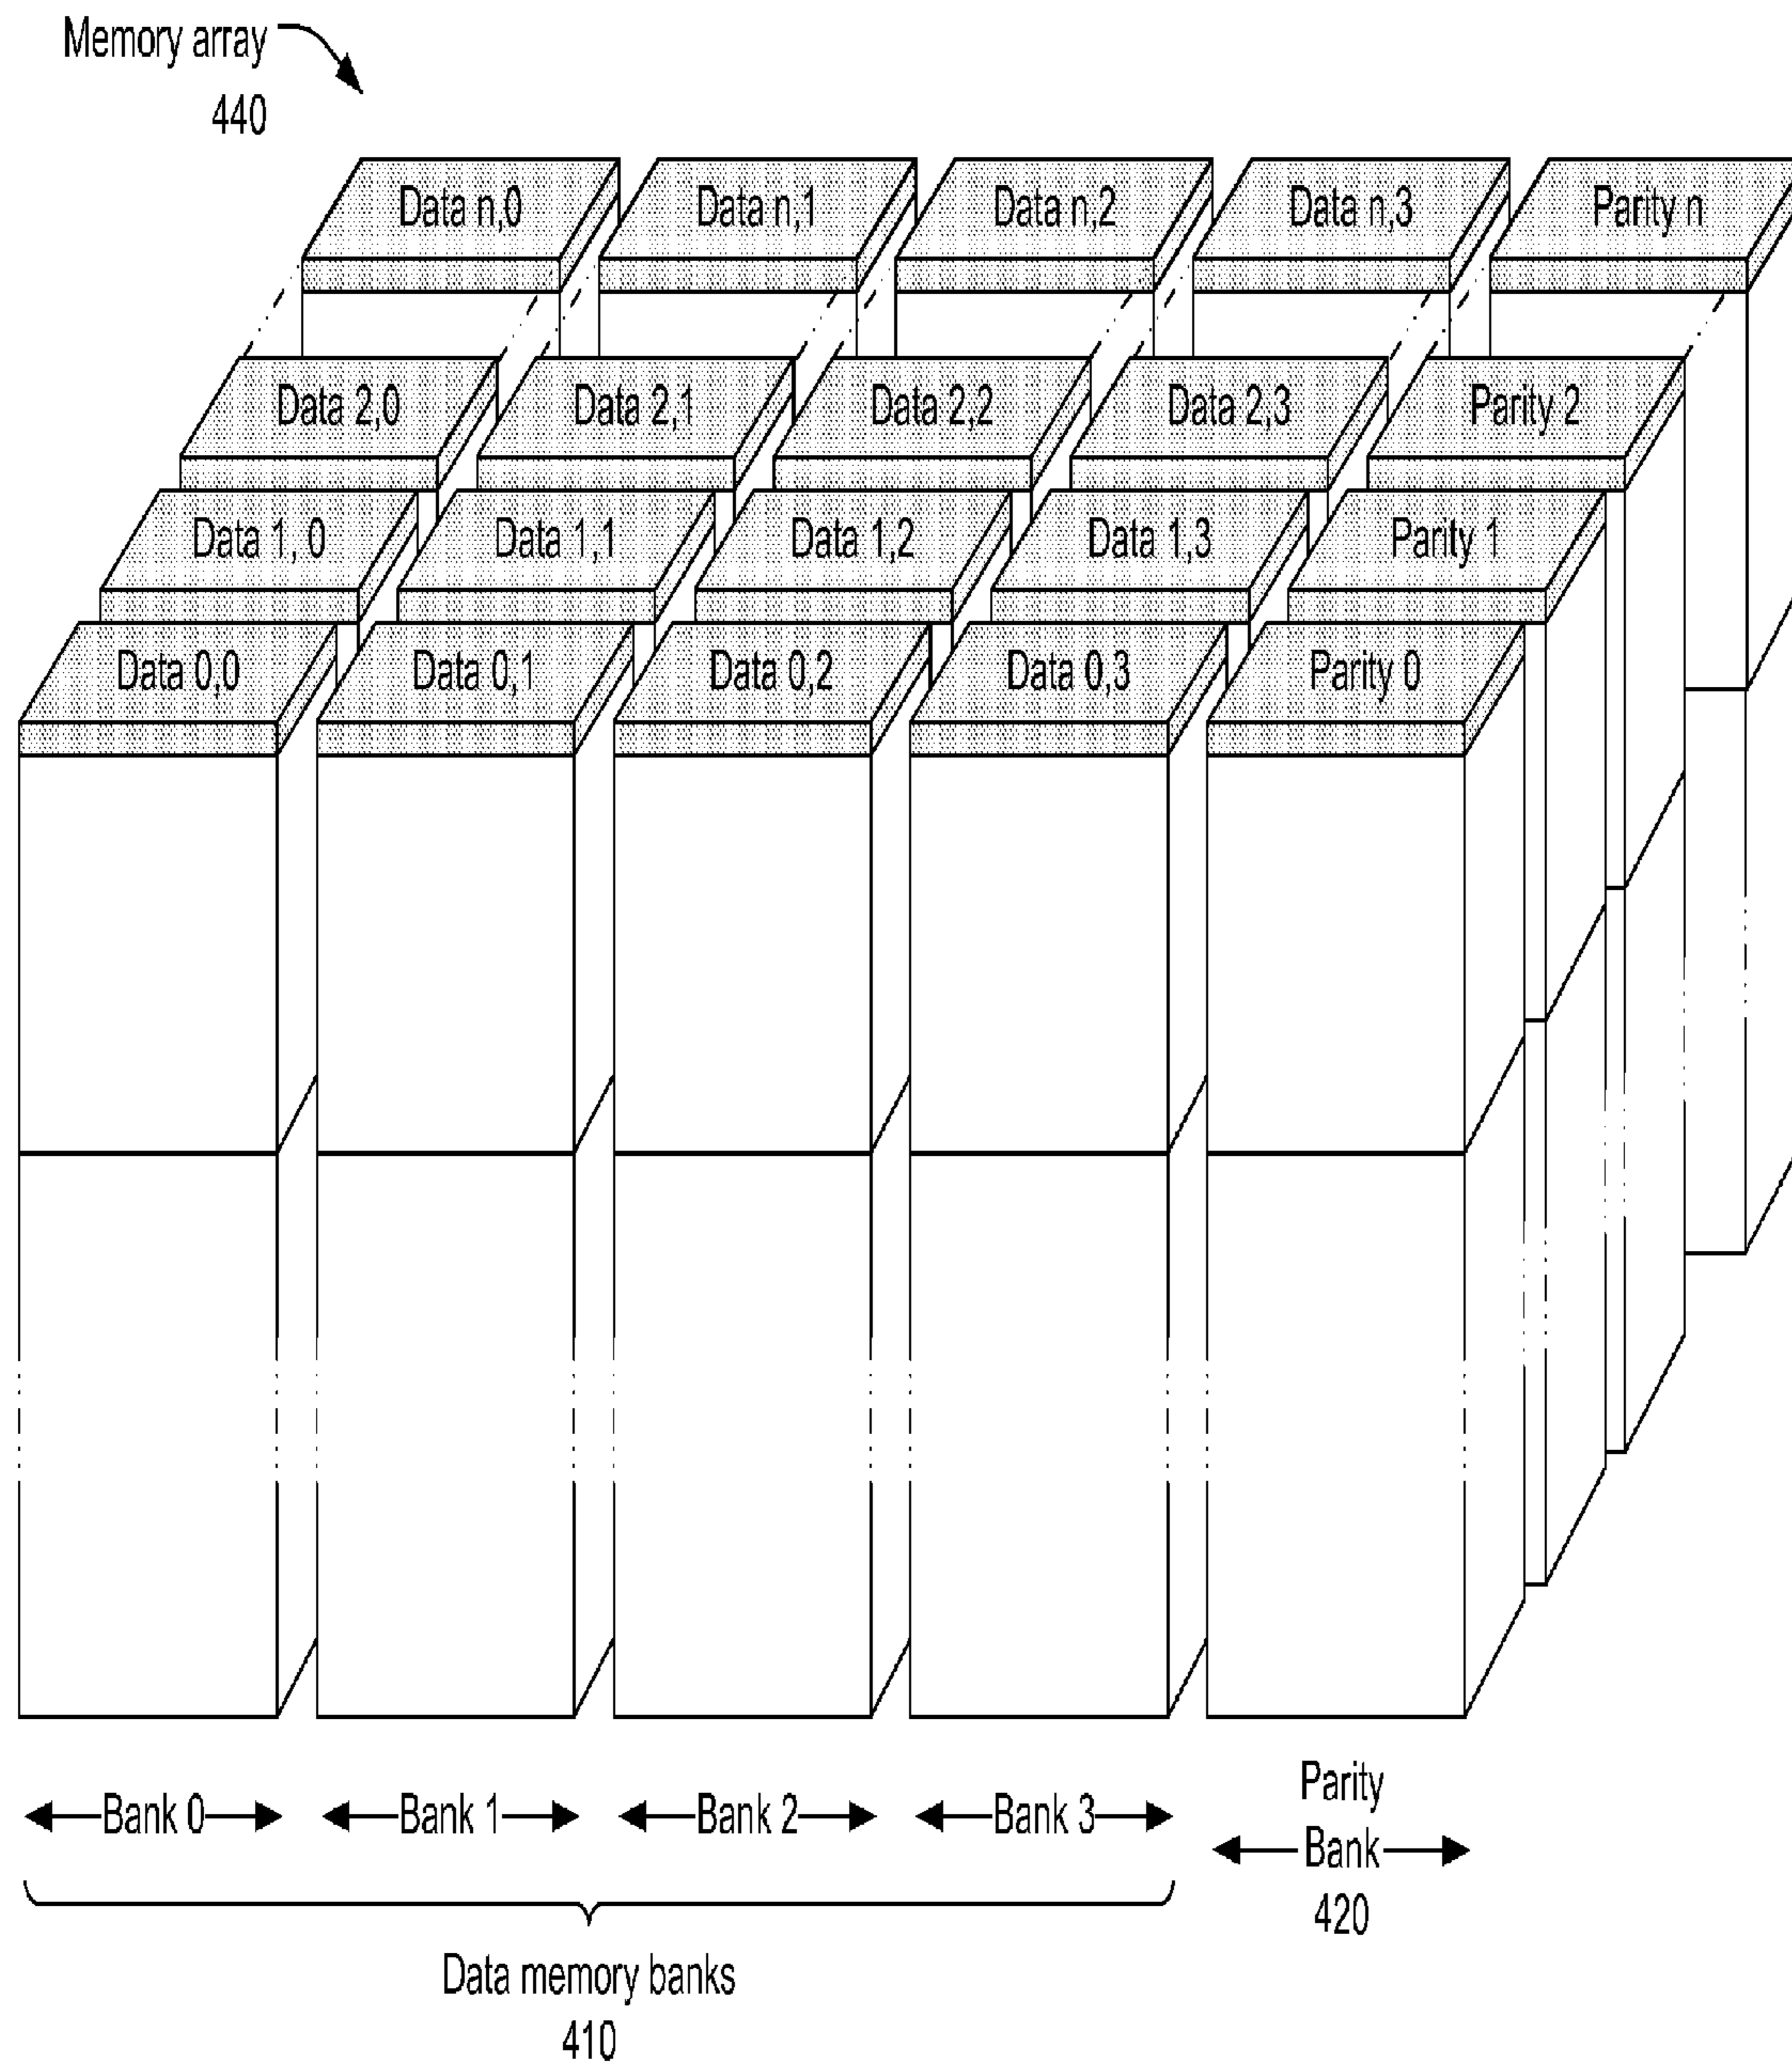 Memory array
440
Data n,0 Data n,1 Data n,2 Data n,3 Parity n
Data 2,0 Data 2,1 Data 2,2 Data 2,3 Parity 2
Data 1, 0 Data 1,1 Data 1,2 Data 1,3 Parity 1
Data 0,0 Data 0,1 Data 0,2 Data 0,3 Parity 0
Bank 0 Bank 1 Bank 2 Bank 3
Parity
Bank
420
Data memory banks
410